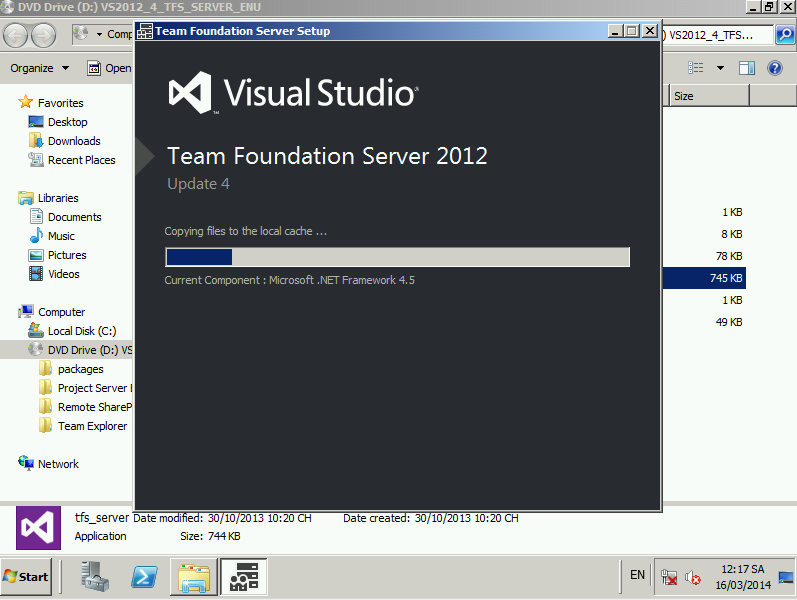 DVD Drive (D:) VS2012_4_TFS_SERVER_ENU
Comp
) VS2012_4_TFS...
Team Foundation Server Setup
Organize
Open
Size
Visual Studio
Favorites
Desktop
Downloads
Recent Places
Team Foundation Server 2012
Update 4
Libraries
Documents
Music
Pictures
Videos
Copying files to the local cache ...
Current Component : Microsoft .NET Framework 4.5
1 KB
8 KB
78 KB
745 KB
1 KB
49 KB
Computer
Local Disk (C:)
DVD Drive (D:) VS
packages
Project Server
Remote ShareP
Team Explorer
Network
tfs_server Date modified: 30/10/2013 10:20 CH Date created: 30/10/2013 10:20 CH
Application Size: 744 KB
Start
EN
12:17 SA
16/03/2014